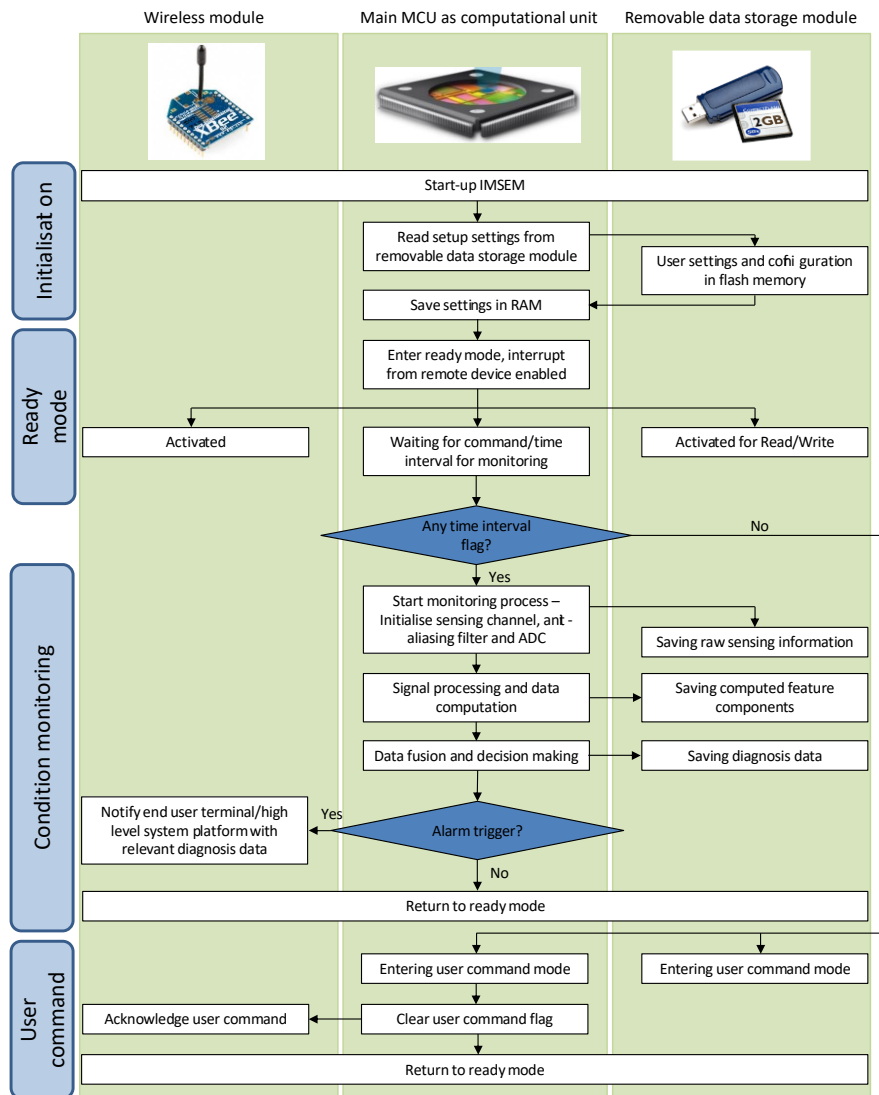 Wireless module
Main MCU as computational unit
Removable data storage module
XBee
2GB
Initialisat on
Start-up IMSEM
Read setup settings from
removable data storage module
User settings and cofni guration
in flash memory
Save settings in RAM
Ready
mode
Enter ready mode, interrupt
from remote device enabled
Activated
Waiting for command/time
interval for monitoring
Activated for Read/Write
Any time interval
flag?
No
Yes
Condition monitoring
Start monitoring process –
Initialise sensing channel, ant -
aliasing filter and ADC
Saving raw sensing information
Signal processing and data
computation
Saving computed feature
components
Data fusion and decision making
Saving diagnosis data
Notify end user terminal/high
level system platform with
relevant diagnosis data
Yes
Alarm trigger?
No
Return to ready mode
User
command
Entering user command mode
Entering user command mode
Acknowledge user command
Clear user command flag
Return to ready mode